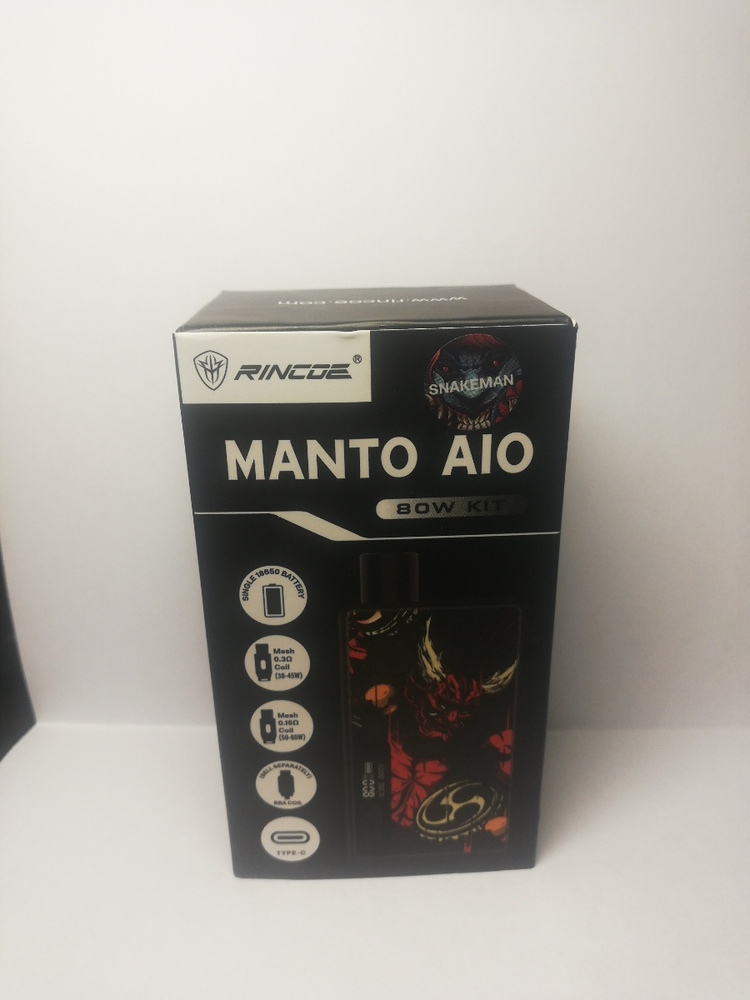 www.rincoe.com
RINCOE®
SNAKEMAN
MANTO AIO
80W KIT
SINGLE 18650 BATTERY
Mesh
0.3Ω
Coil
(38-45W)
Mesh
0.15Ω
Coil
(50-60W)
(SELL SEPARATELY)
RBA COIL
TYPE-C